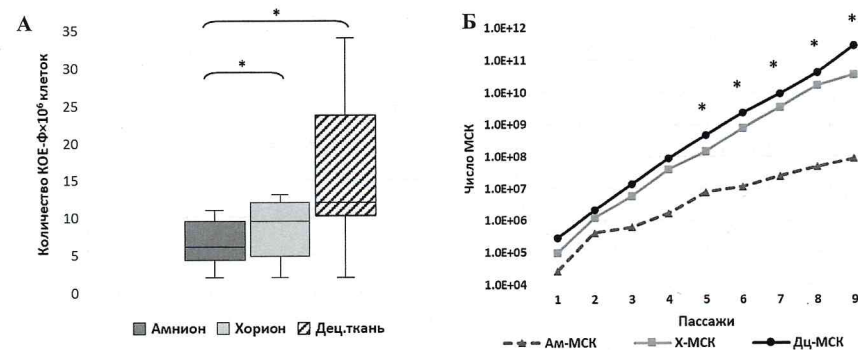 А
Количество КОЕ-Ф×10⁶ клеток
35
30
25
20
15
10
5
0
*
*
Амнион Хорион Дец.ткань
Б
Число МСК
1.0E+12
1.0E+11
1.0E+10
1.0E+09
1.0E+08
1.0E+07
1.0E+06
1.0E+05
1.0E+04
* * * * *
1 2 3 4 5 6 7 8 9
Пассажи
Ам-МСК Х-МСК Дц-МСК